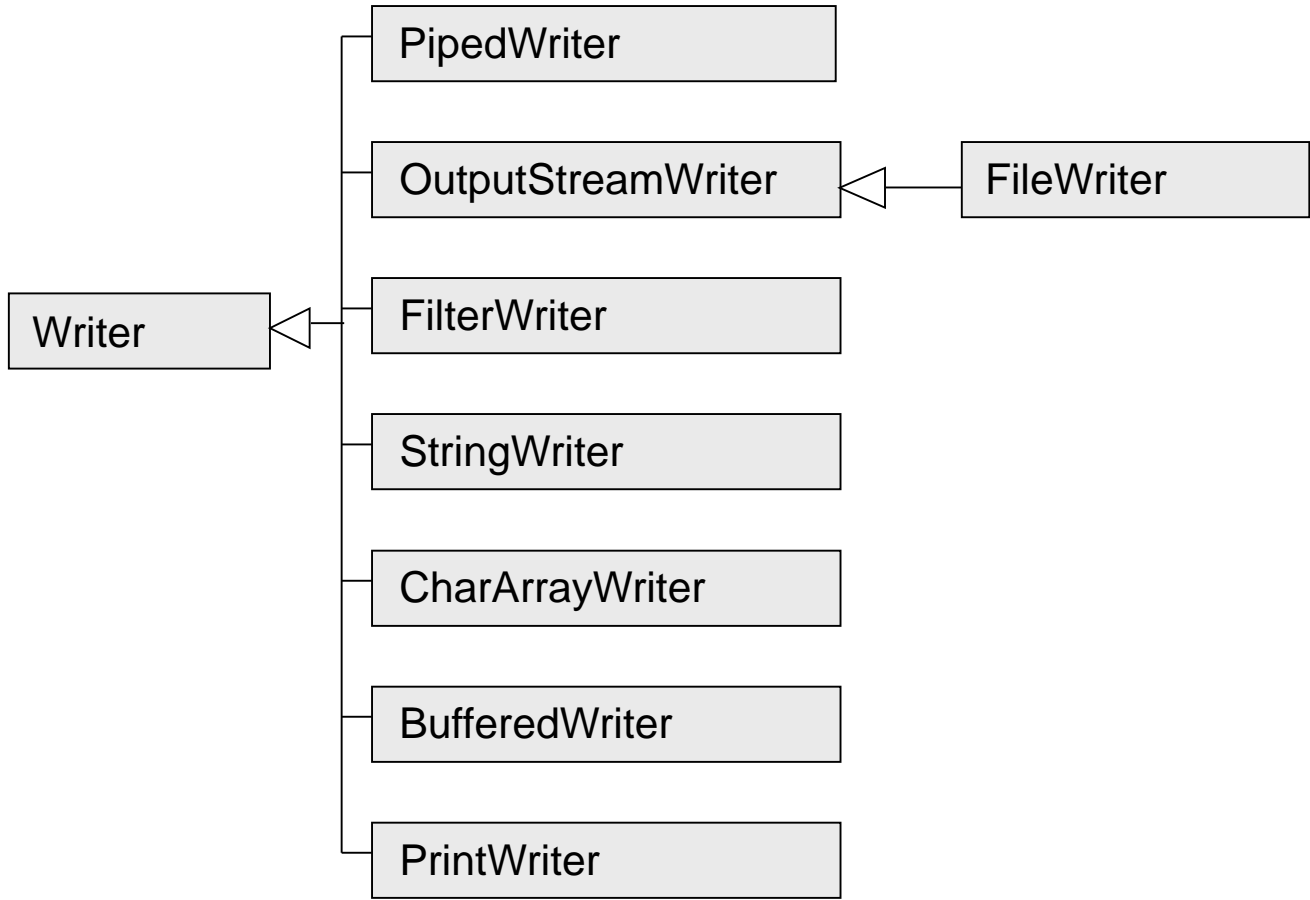 PipedWriter
OutputStreamWriter
FileWriter
FilterWriter
Writer
StringWriter
CharArrayWriter
BufferedWriter
PrintWriter